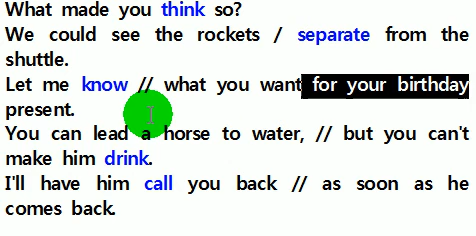 What made you think so?
We could see the rockets / separate from the
shuttle.
Let me know // what you want for your birthday
present.
You can lead a horse to water, // but you can't
make him drink.
I'll have him call you back // as soon as he
comes back.